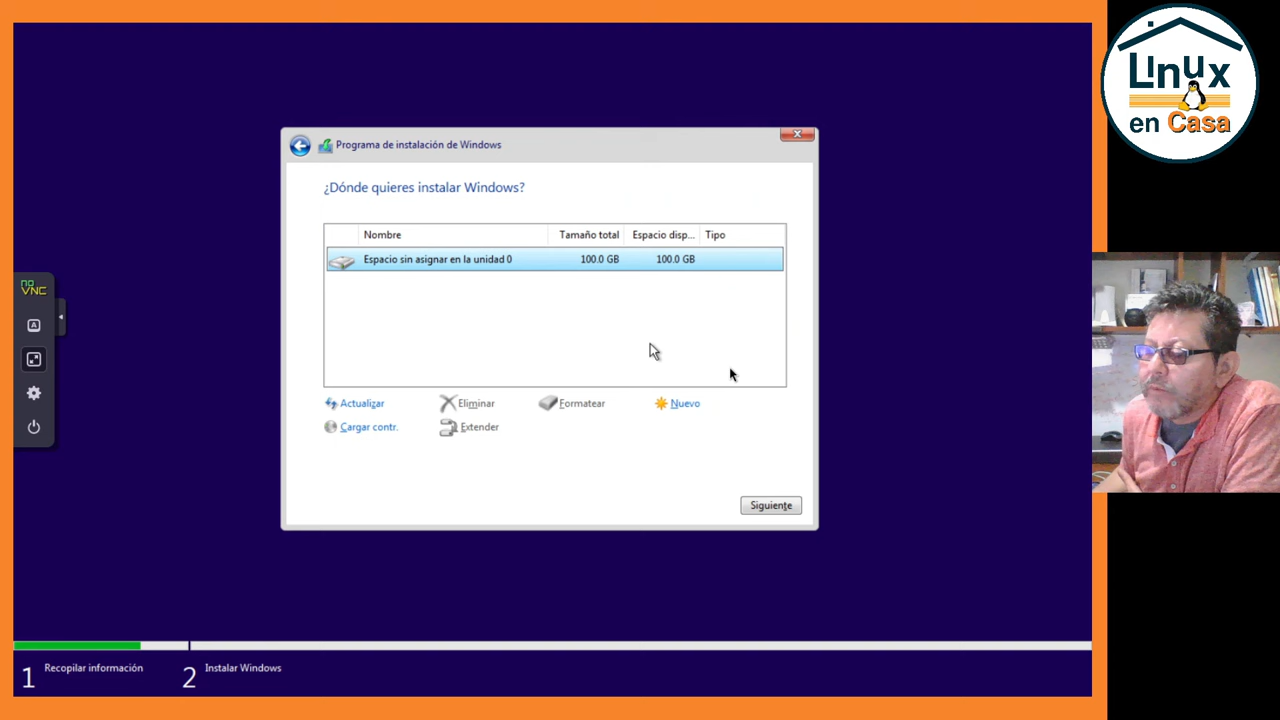 Linux
en Casa
Programa de instalación de Windows
¿Dónde quieres instalar Windows?
Nombre Tamaño total Espacio disp... Tipo
Espacio sin asignar en la unidad 0 100.0 GB 100.0 GB
no
VNC
A
Actualizar Eliminar Formatear Nuevo
Cargar contr. Extender
Siguiente
1 Recopilar información 2 Instalar Windows